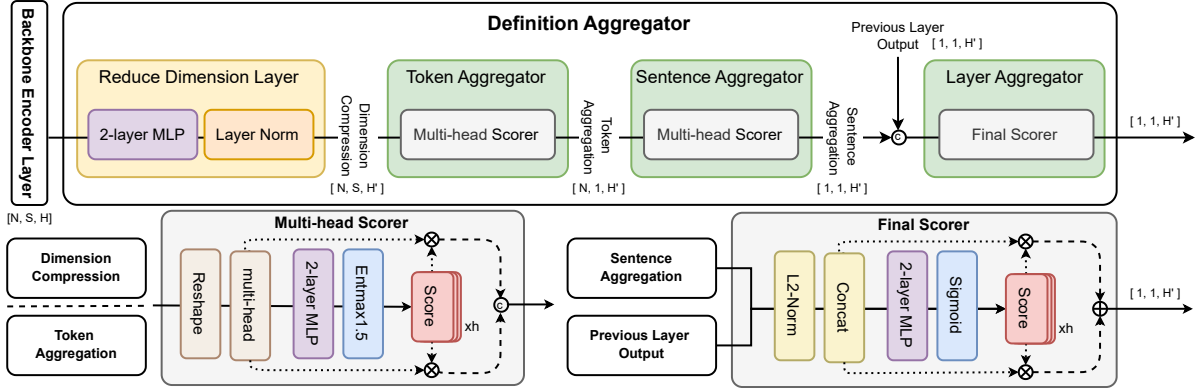 Definition Aggregator
Backbone Encoder Layer
[N, S, H]
Reduce Dimension Layer
2-layer MLP
Layer Norm
Dimension
Compression
[ N, S, H' ]
Token Aggregator
Multi-head Scorer
Token
Aggregation
[ N, 1, H' ]
Sentence Aggregator
Multi-head Scorer
Sentence
Aggregation
[ 1, 1, H' ]
Previous Layer
Output
[ 1, 1, H' ]
c
Layer Aggregator
Final Scorer
[ 1, 1, H' ]
Dimension
Compression
Token
Aggregation
Multi-head Scorer
Reshape
multi-head
2-layer MLP
Entmax1.5
Score
xh
c
Sentence
Aggregation
Previous Layer
Output
Final Scorer
L2-Norm
Concat
2-layer MLP
Sigmoid
Score
xh
[ 1, 1, H' ]